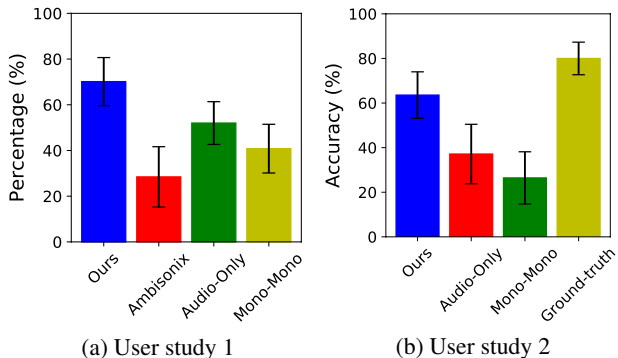 100
80
60
40
20
0
Percentage (%)
Ours
Ambisonix
Audio-Only
Mono-Mono
(a) User study 1
100
80
60
40
20
0
Accuracy (%)
Ours
Audio-Only
Mono-Mono
Ground-truth
(b) User study 2